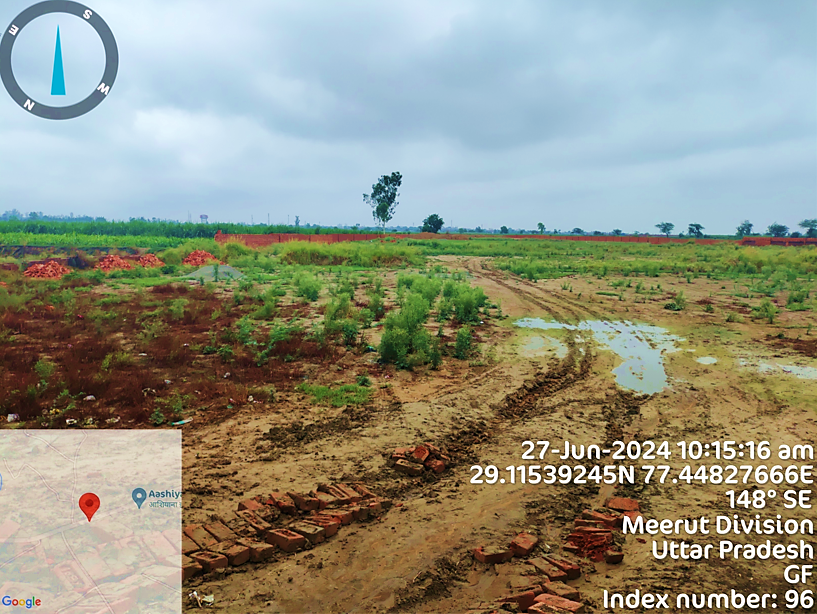 S
E
W
N
27-Jun-2024 10:15:16 am
29.11539245N 77.44827666E
148° SE
Meerut Division
Uttar Pradesh
GF
Index number: 96
Aashiya
Google